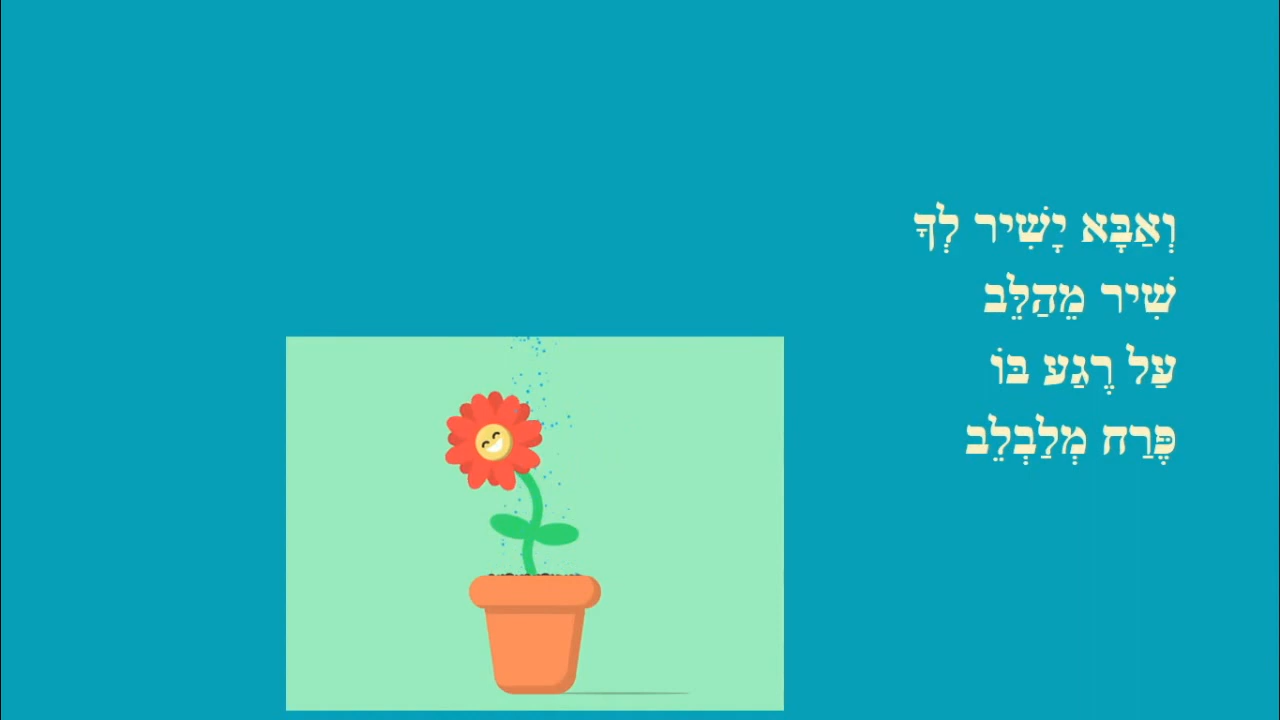 וְאַבָּא יָשִׁיר לְךָ
שִׁיר מֵהַלֵּב
עַל רֶגַע בּוֹ
פֶּרַח מְלַבְלֵב